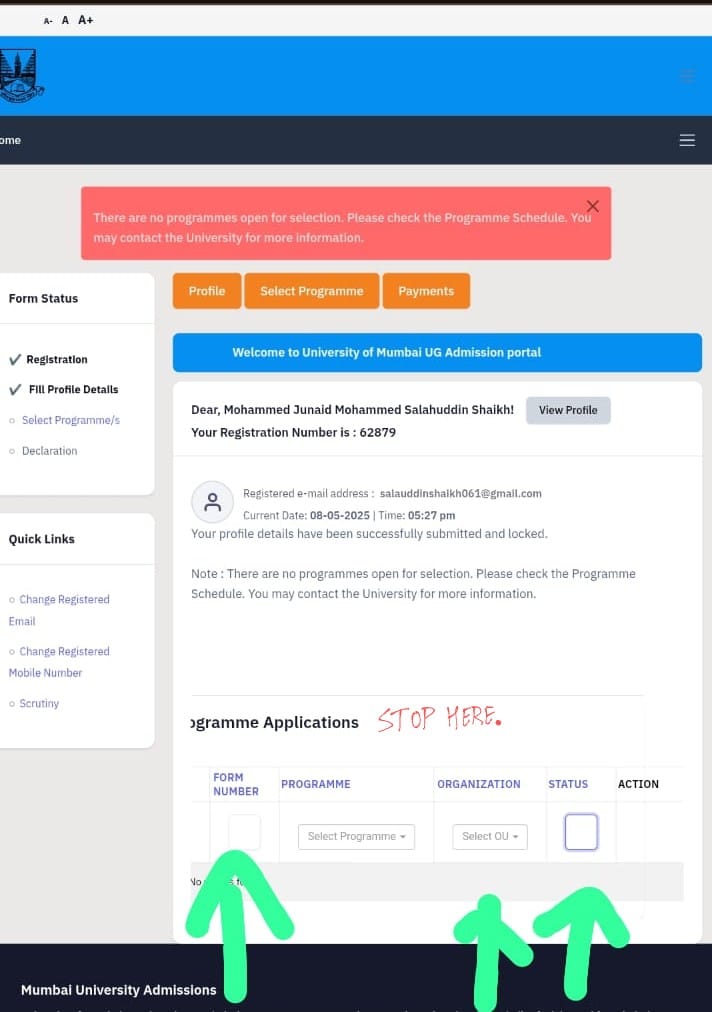 A- A A+
ome
There are no programmes open for selection. Please check the Programme Schedule. You
may contact the University for more information.
Profile
Select Programme
Payments
Form Status
Registration
Fill Profile Details
Select Programme/s
Declaration
Welcome to University of Mumbai UG Admission portal
Dear, Mohammed Junaid Mohammed Salahuddin Shaikh!
View Profile
Your Registration Number is : 62879
Registered e-mail address : salauddinshaikh061@gmail.com
Current Date: 08-05-2025 | Time: 05:27 pm
Your profile details have been successfully submitted and locked.
Note : There are no programmes open for selection. Please check the Programme
Schedule. You may contact the University for more information.
Quick Links
Change Registered
Email
Change Registered
Mobile Number
Scrutiny
ogramme Applications
STOP HERE.
FORM
NUMBER
PROGRAMME
ORGANIZATION
STATUS
ACTION
Select Programme
Select OU
No
Mumbai University Admissions